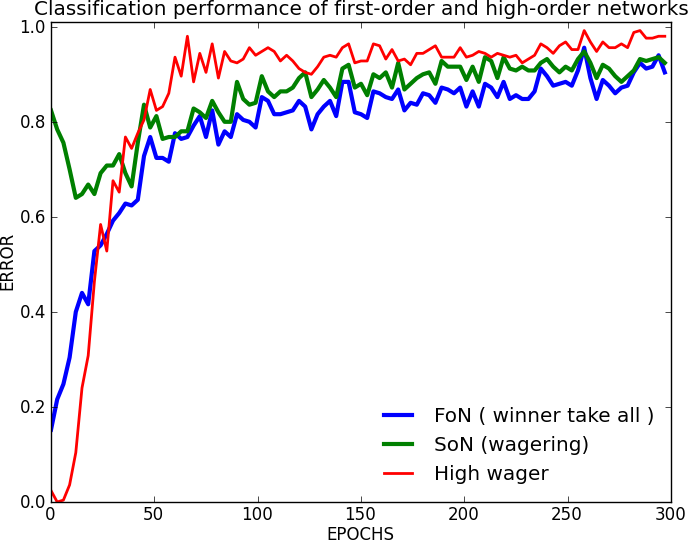 Classification performance of first-order and high-order networks
1.0
0.8
0.6
0.4
0.2
0.0
ERROR
FoN ( winner take all )
SoN (wagering)
High wager
0 50 100 150 200 250 300
EPOCHS